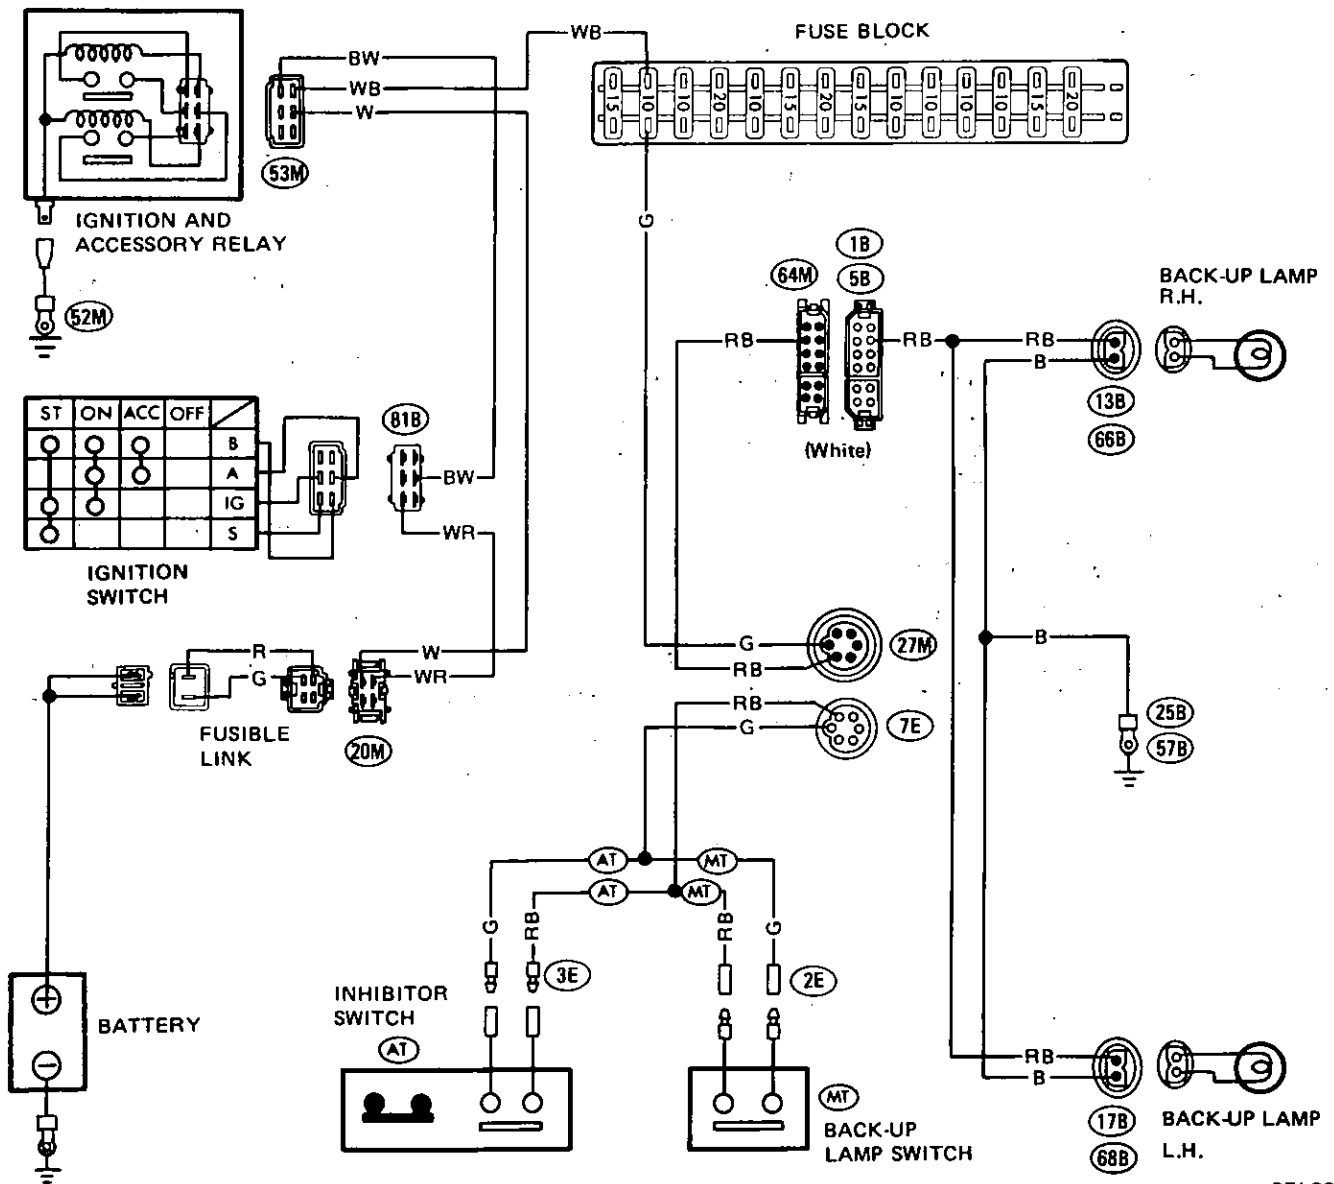 WB
FUSE BLOCK
BW
WB
W
15
10
10
20
10
15
20
15
10
10
10
10
15
20
53M
IGNITION AND
ACCESSORY RELAY
G
1B
64M
5B
BACK-UP LAMP
R.H.
52M
RB
RB
RB
B
ST
ON
ACC
OFF
81B
13B
B
(White)
66B
A
BW
IG
S
WR
IGNITION
SWITCH
B
R
W
G
27M
G
WR
RB
RB
25B
FUSIBLE
LINK
G
7E
20M
57B
AT
MT
AT
MT
G
RB
RB
G
3E
2E
INHIBITOR
SWITCH
BATTERY
AT
RB
B
MT
17B
BACK-UP LAMP
BACK-UP
LAMP SWITCH
68B
L.H.